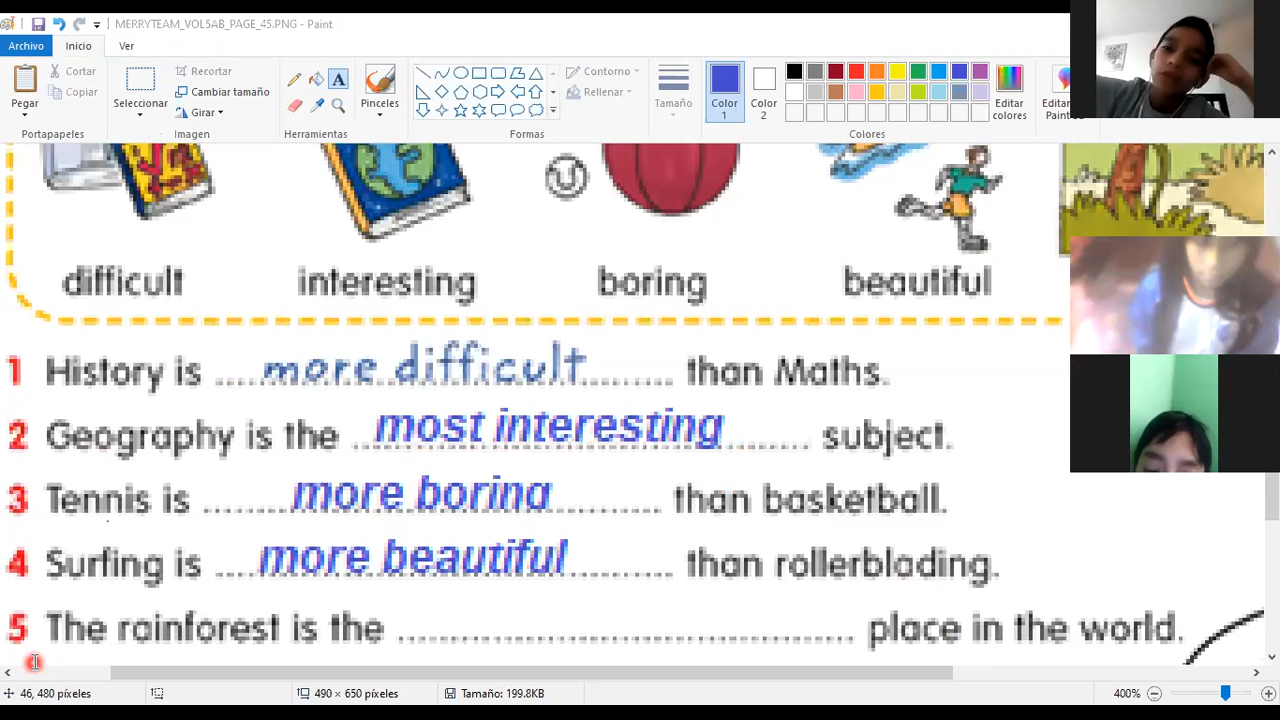 MERRYTEAM_VOL5AB_PAGE_45.PNG - Paint
Archivo Inicio Ver
Pegar
Cortar
Copiar
Portapapeles
Seleccionar
Recortar
Cambiar tamaño
Girar
Imagen
A
Herramientas
Pinceles
Contorno
Rellenar
Formas
Tamaño
Color 1
Color 2
Editar colores
Colores
difficult interesting boring beautiful
1 History is .... more difficult ........ than Maths.
2 Geography is the .. most interesting ........ subject.
3 Tennis is ........ more boring .......... than basketball.
4 Surfing is .... more beautiful .......... than rollerblading.
5 The rainforest is the ........................................ place in the world.
46, 480 píxeles 490 × 650 píxeles Tamaño: 199.8KB 400%